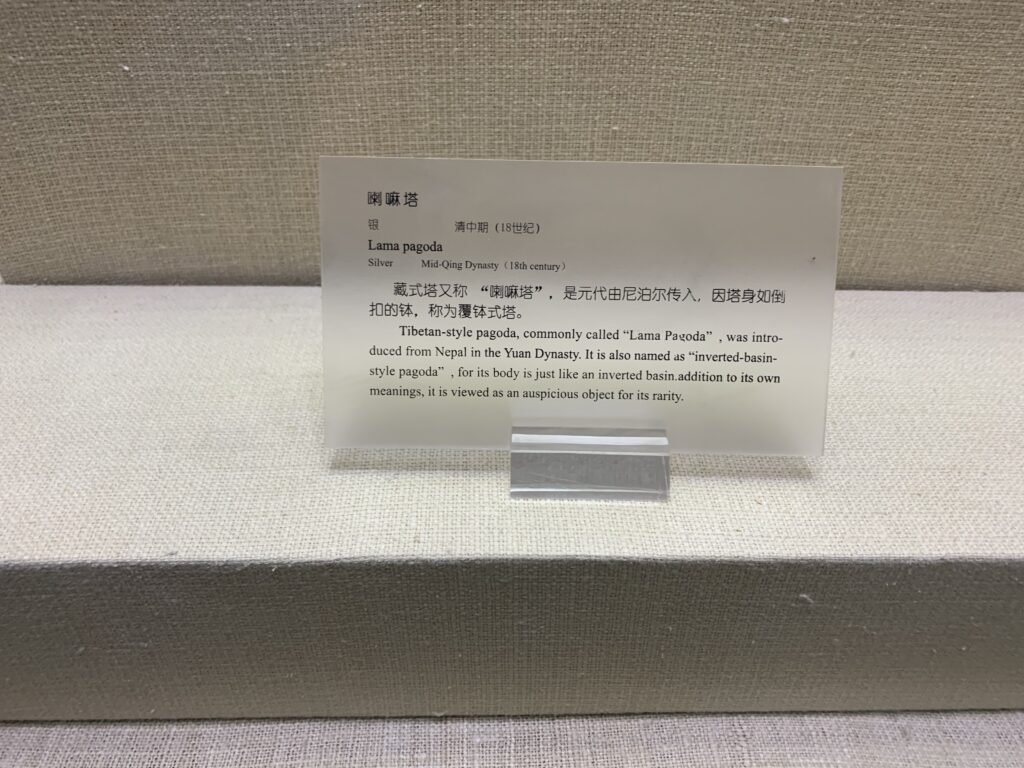 喇嘛塔
银 清中期（18世纪）
Lama pagoda
Silver Mid-Qing Dynasty（18th century）
藏式塔又称 “喇嘛塔”，是元代由尼泊尔传入，因塔身如倒
扣的钵，称为覆钵式塔。
Tibetan-style pagoda, commonly called “Lama Pagoda” , was intro-
duced from Nepal in the Yuan Dynasty. It is also named as “inverted-basin-
style pagoda” , for its body is just like an inverted basin.addition to its own
meanings, it is viewed as an auspicious object for its rarity.